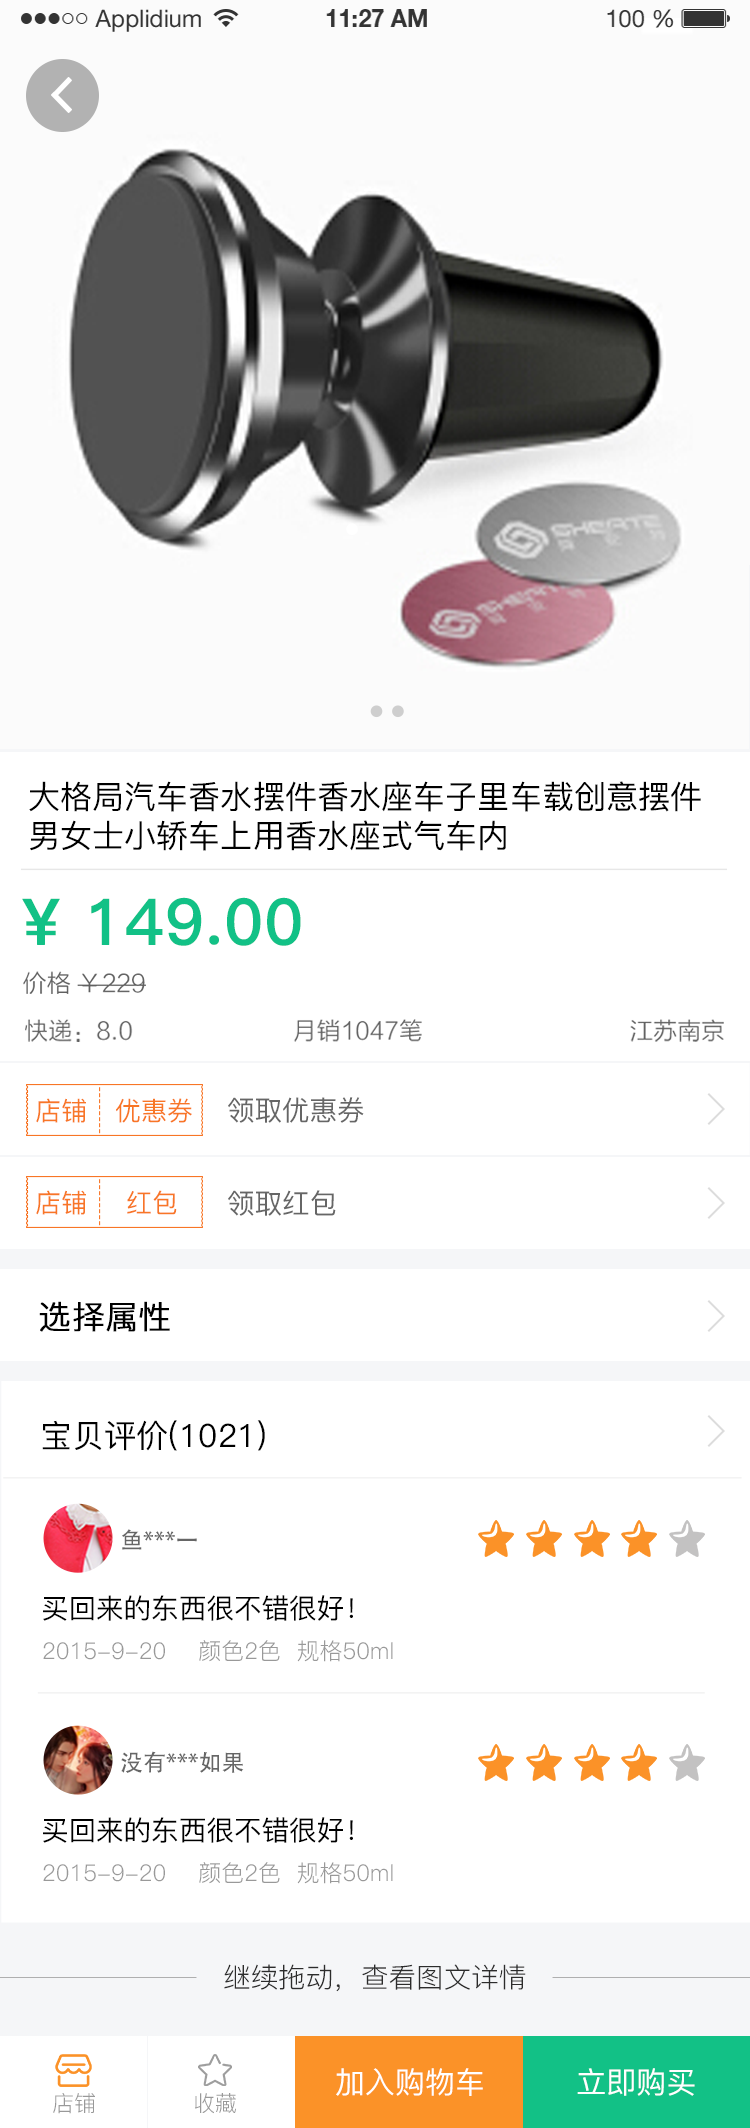 Applidium
11:27 AM
100 %
SHEATE
大格局汽车香水摆件香水座车子里车载创意摆件
男女士小轿车上用香水座式气车内
¥ 149.00
价格 ￥229
快递：8.0 月销1047笔 江苏南京
店铺 优惠券 领取优惠券
店铺 红包 领取红包
选择属性
宝贝评价(1021)
鱼***一
买回来的东西很不错很好！
2015-9-20 颜色2色 规格50ml
没有***如果
买回来的东西很不错很好！
2015-9-20 颜色2色 规格50ml
继续拖动，查看图文详情
店铺 收藏 加入购物车 立即购买